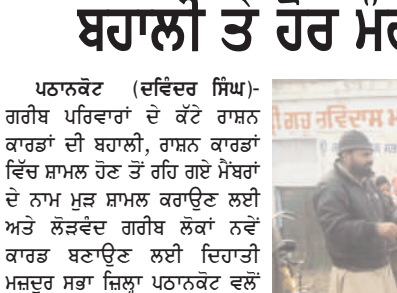 ਬਹਾਲੀ ਤੇ ਹੋਰ
ਪਠਾਨਕੋਟ (ਦਵਿੰਦਰ ਸਿੰਘ)-
ਗਰੀਬ ਪਰਿਵਾਰਾਂ ਦੇ ਕੱਟੇ ਰਾਸ਼ਨ
ਕਾਰਡਾਂ ਦੀ ਬਹਾਲੀ, ਰਾਸ਼ਨ ਕਾਰਡਾਂ
ਵਿੱਚ ਸ਼ਾਮਲ ਹੋਣ ਤੋਂ ਰਹਿ ਗਏ ਮੈਂਬਰਾਂ
ਦੇ ਨਾਮ ਮੁੜ ਸ਼ਾਮਲ ਕਰਾਉਣ ਲਈ
ਅਤੇ ਲੋੜਵੰਦ ਗਰੀਬ ਲੋਕਾਂ ਨਵੇਂ
ਕਾਰਡ ਬਣਾਉਣ ਲਈ ਦਿਹਾਤੀ
ਮਜ਼ਦੂਰ ਸਭਾ ਜ਼ਿਲ੍ਹਾ ਪਠਾਨਕੋਟ ਵਲੋਂ
ਗੁਰੂ ਰਵਿਦਾਸ